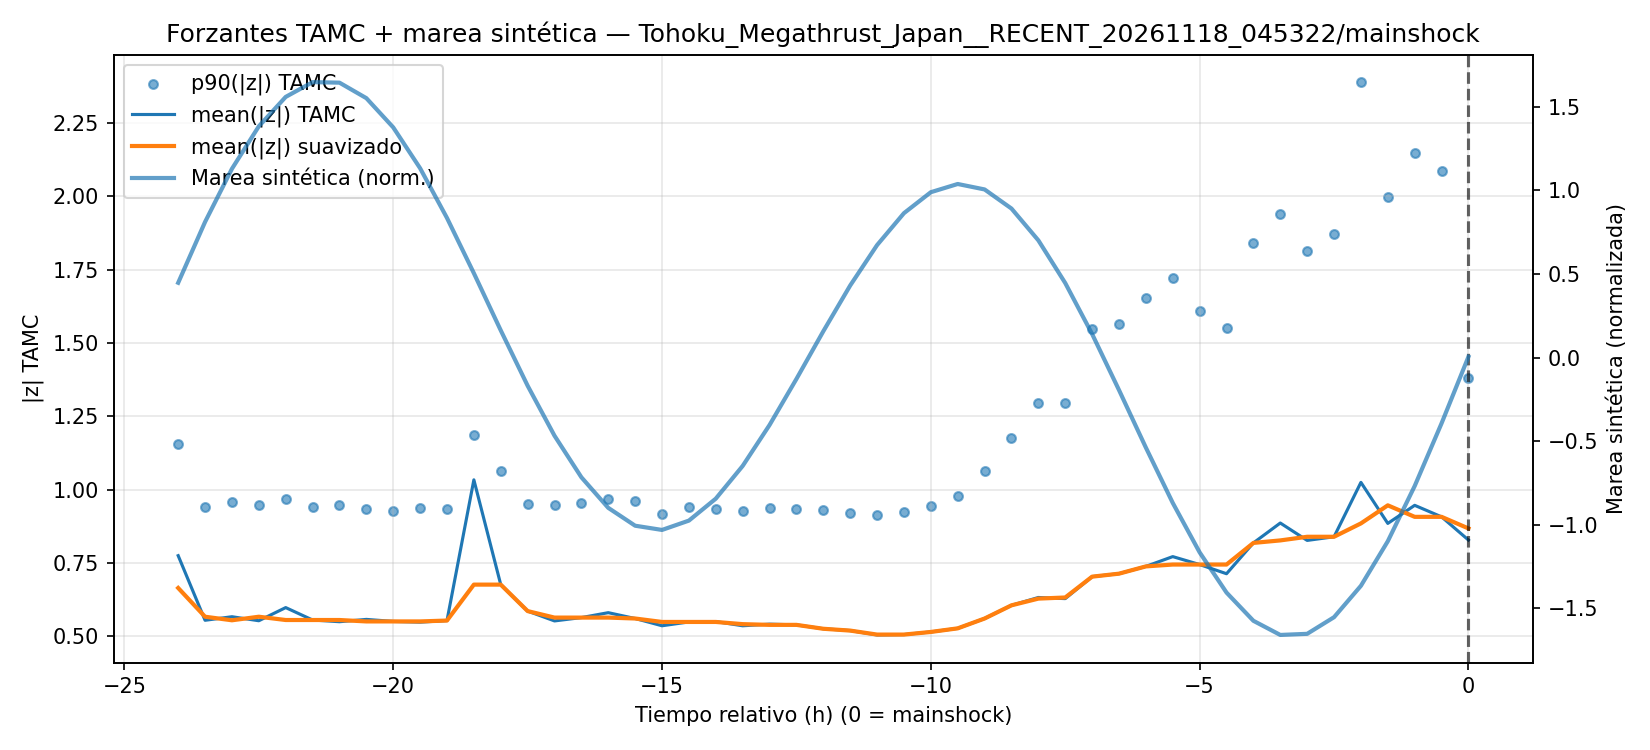 Forzantes TAMC + marea sintética — Tohoku_Megathrust_Japan__RECENT_20261118_045322/mainshock
p90(|z|) TAMC
mean(|z|) TAMC
mean(|z|) suavizado
Marea sintética (norm.)
|z| TAMC
2.25
2.00
1.75
1.50
1.25
1.00
0.75
0.50
1.5
1.0
0.5
0.0
−0.5
−1.0
−1.5
Marea sintética (normalizada)
−25
−20
−15
−10
−5
0
Tiempo relativo (h) (0 = mainshock)